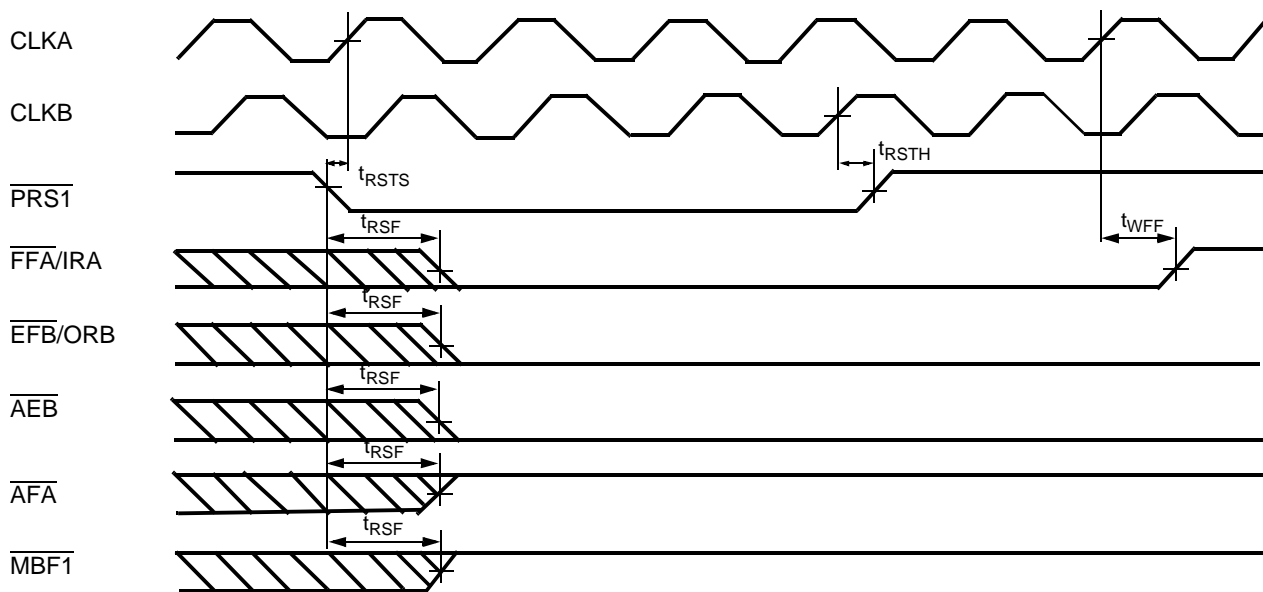 CLKA
CLKB
tRSTH
tRSTS
PRS1
tRSF
tWFF
FFA/IRA
tRSF
EFB/ORB
tRSF
AEB
tRSF
AFA
tRSF
MBF1